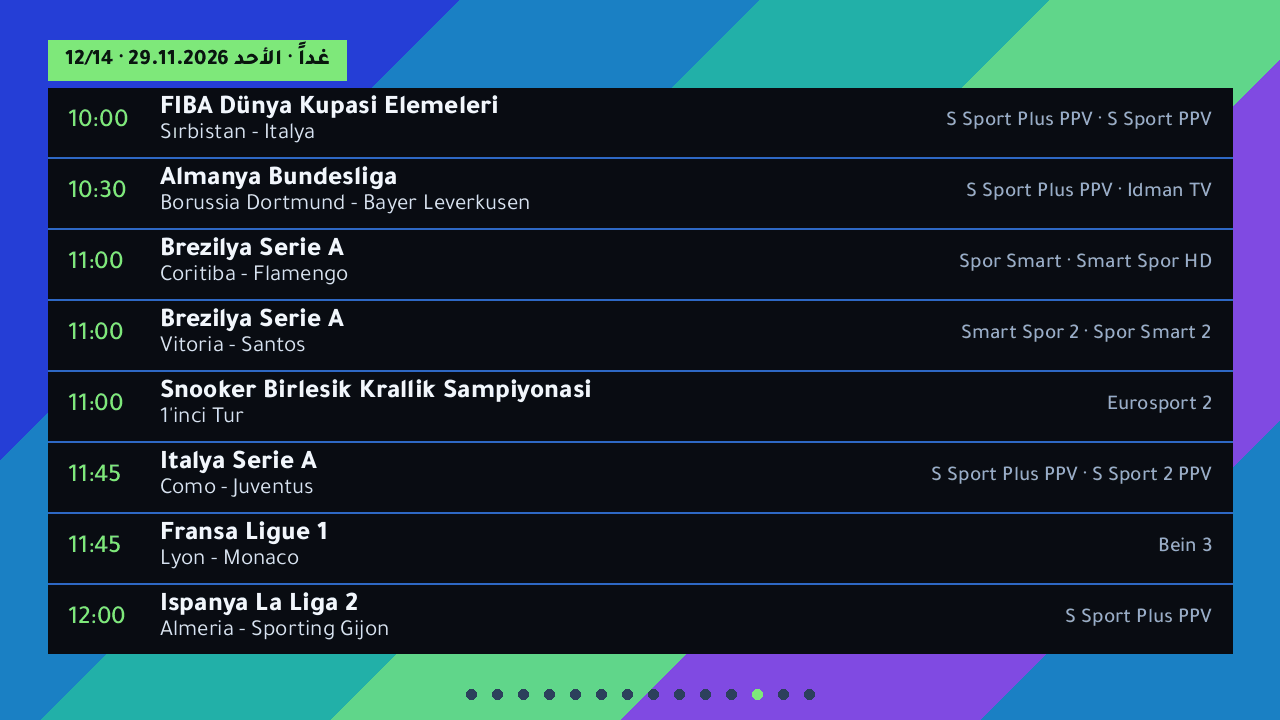 غداً · الأحد 29.11.2026 · 12/14
10:00
FIBA Dünya Kupasi Elemeleri
Sırbistan - Italya
S Sport Plus PPV · S Sport PPV
10:30
Almanya Bundesliga
Borussia Dortmund - Bayer Leverkusen
S Sport Plus PPV · Idman TV
11:00
Brezilya Serie A
Coritiba - Flamengo
Spor Smart · Smart Spor HD
11:00
Brezilya Serie A
Vitoria - Santos
Smart Spor 2 · Spor Smart 2
11:00
Snooker Birlesik Krallik Sampiyonasi
1'inci Tur
Eurosport 2
11:45
Italya Serie A
Como - Juventus
S Sport Plus PPV · S Sport 2 PPV
11:45
Fransa Ligue 1
Lyon - Monaco
Bein 3
12:00
Ispanya La Liga 2
Almeria - Sporting Gijon
S Sport Plus PPV